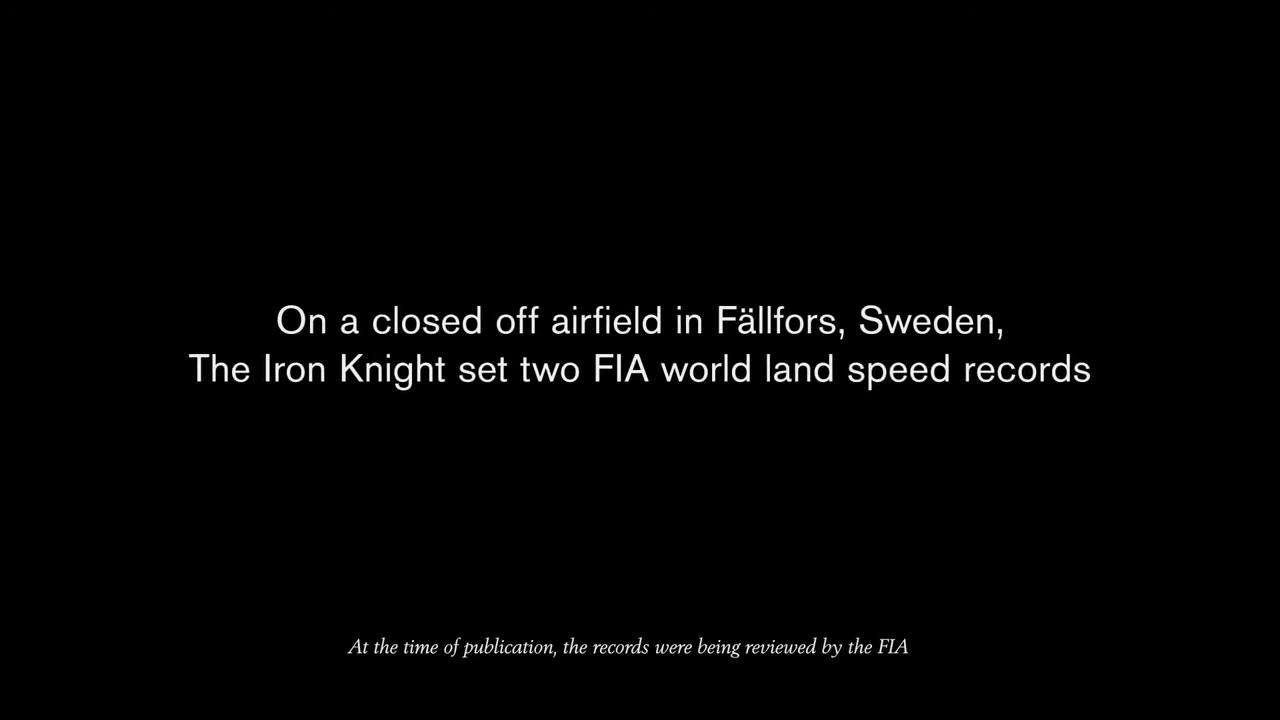 On a closed off airfield in Fällfors, Sweden,
The Iron Knight set two FIA world land speed records
At the time of publication, the records were being reviewed by the FIA